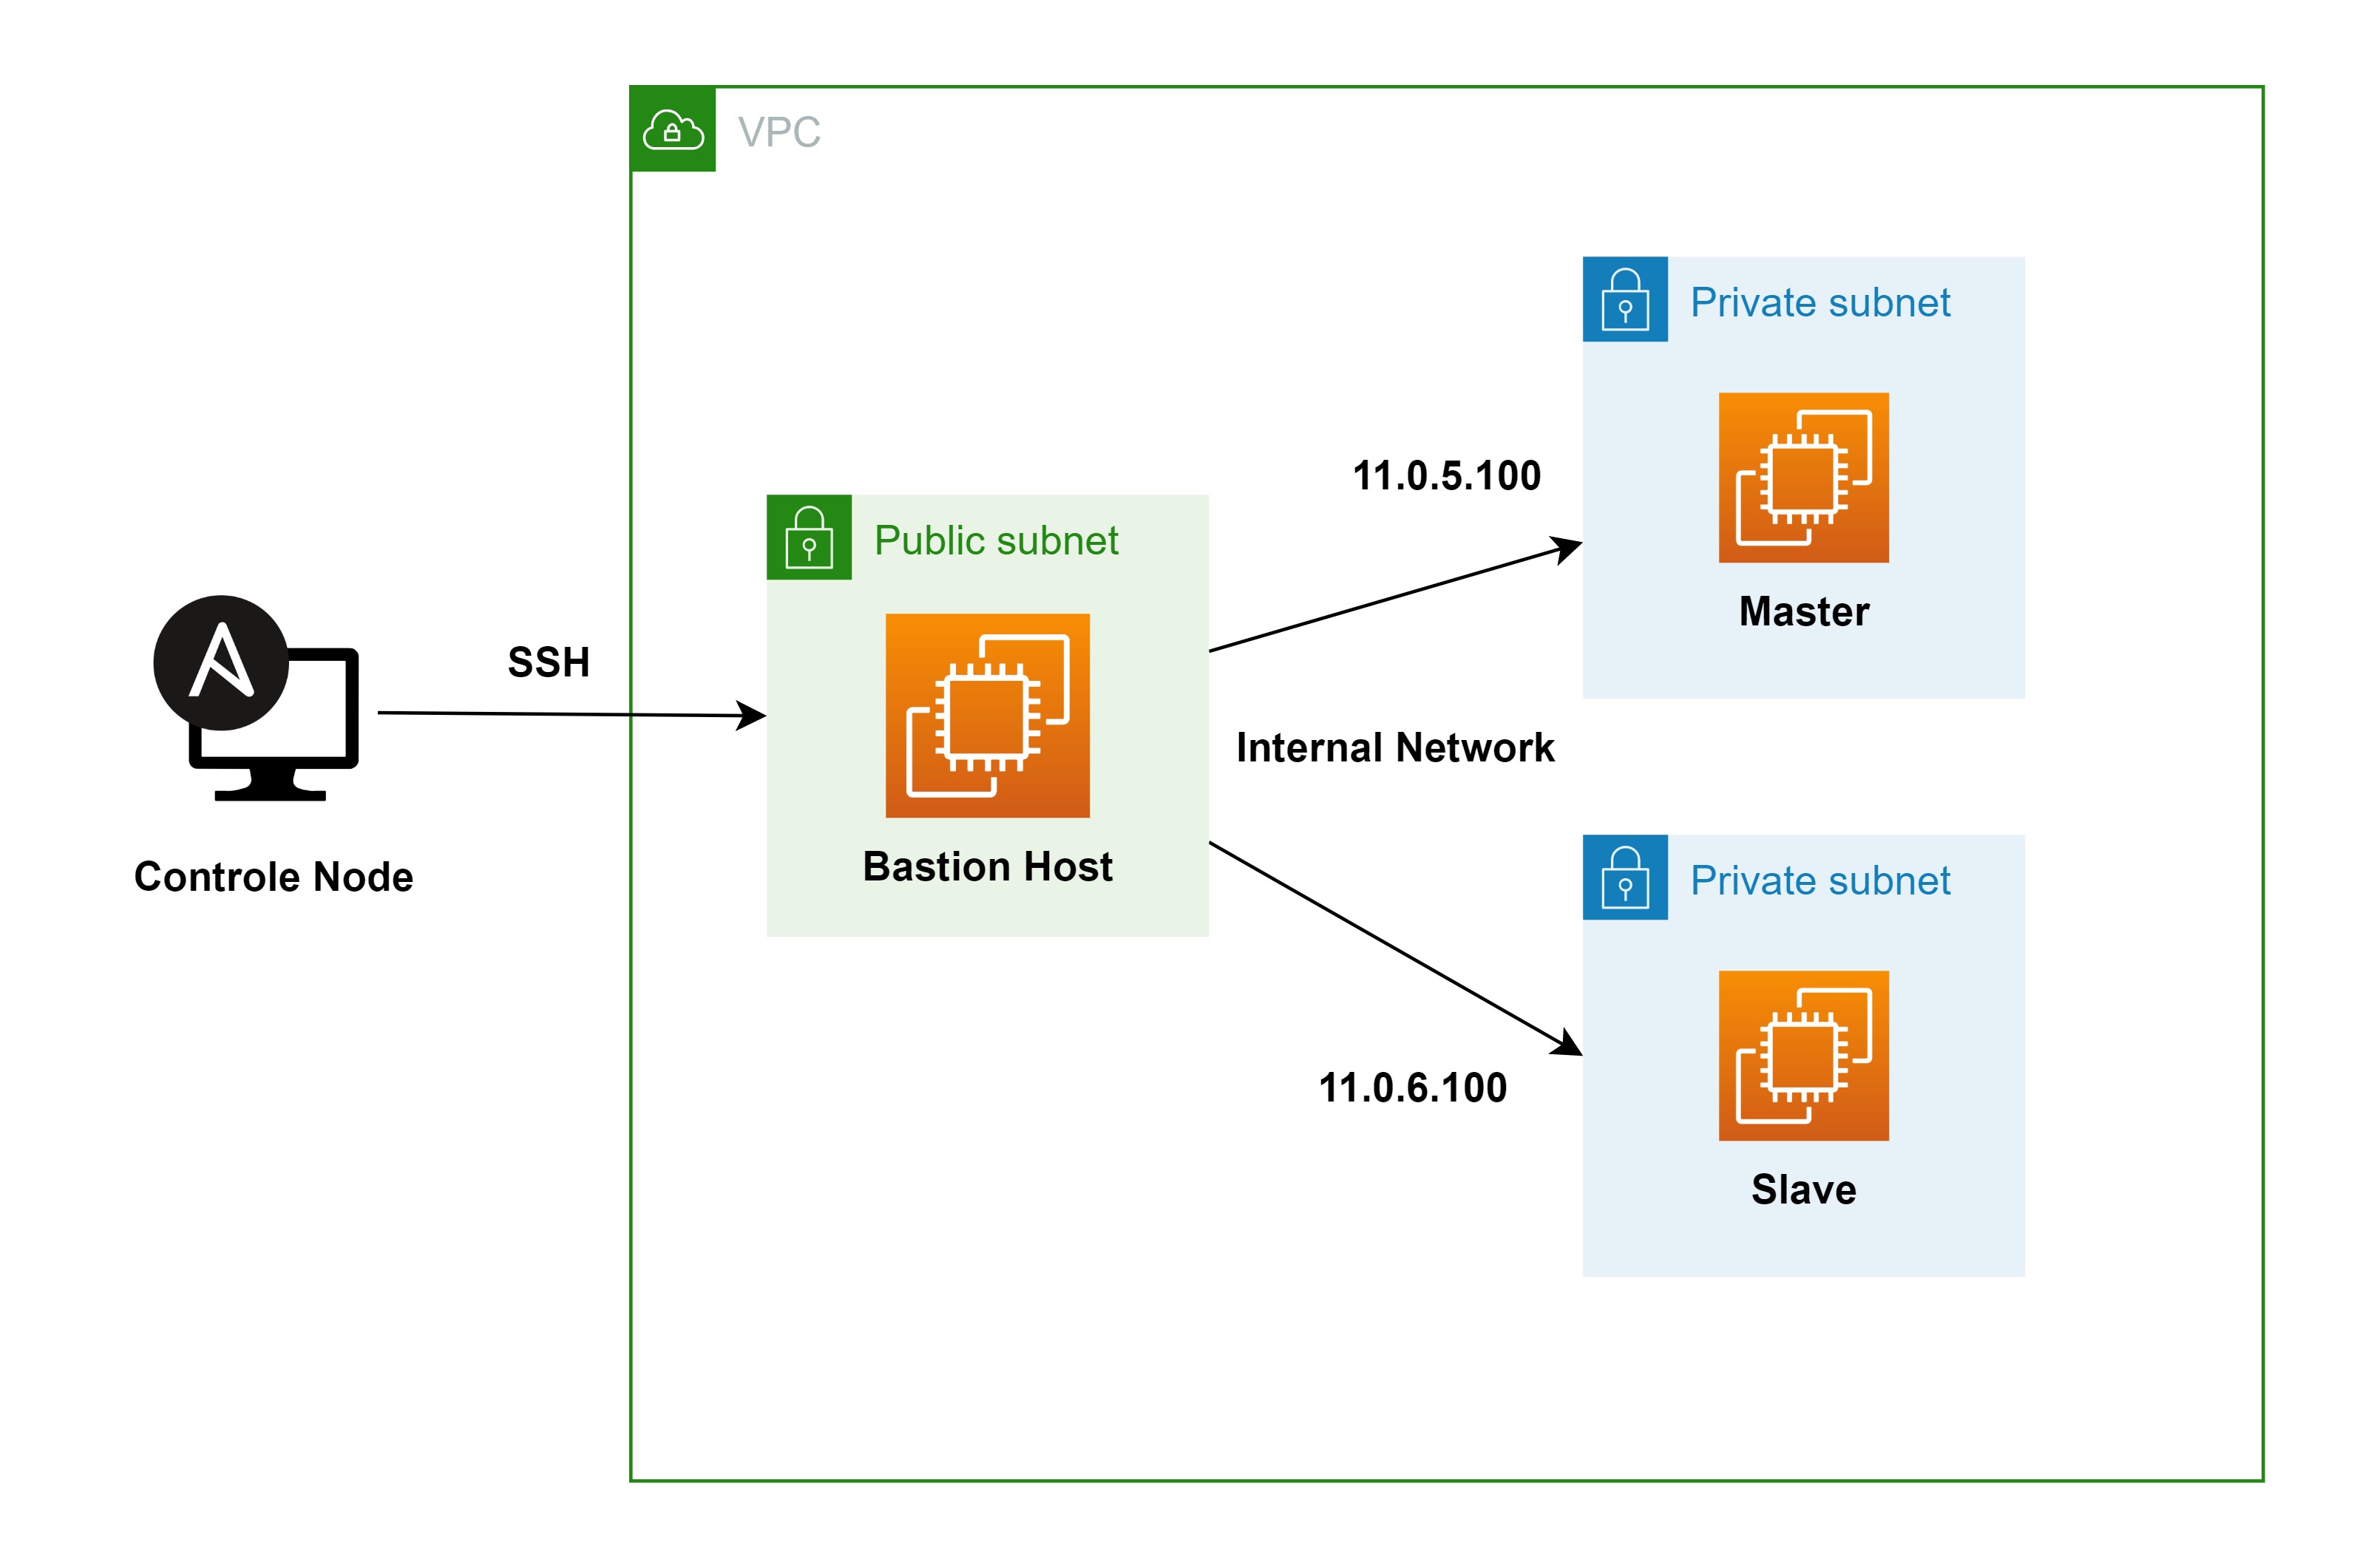 VPC
Private subnet
11.0.5.100
Public subnet
Master
SSH
Internal Network
Bastion Host
Controle Node
Private subnet
11.0.6.100
Slave